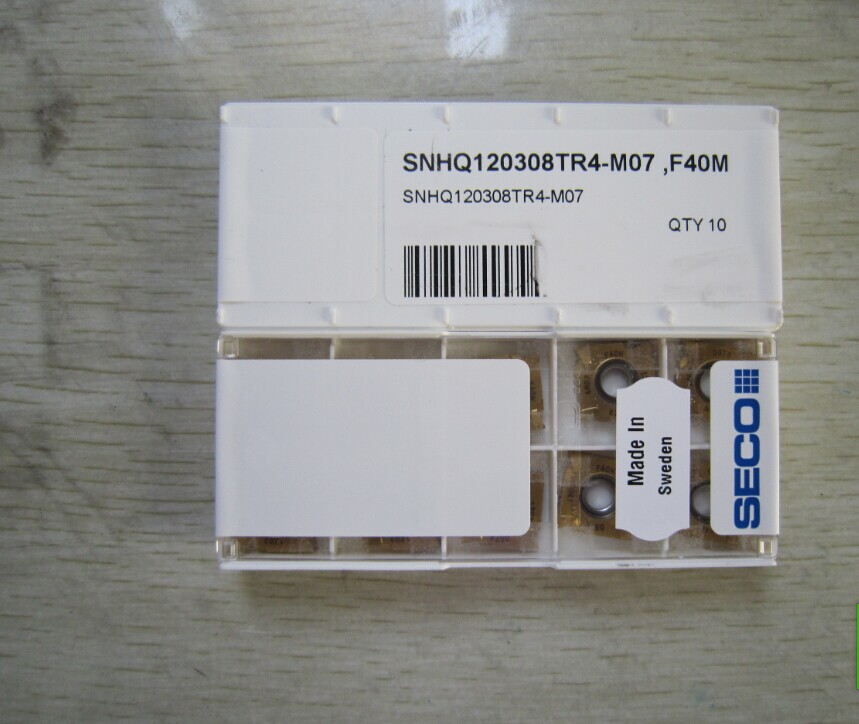 SNHQ120308TR4-M07 ,F40M
SNHQ120308TR4-M07
QTY 10
Made In
Sweden
SECO